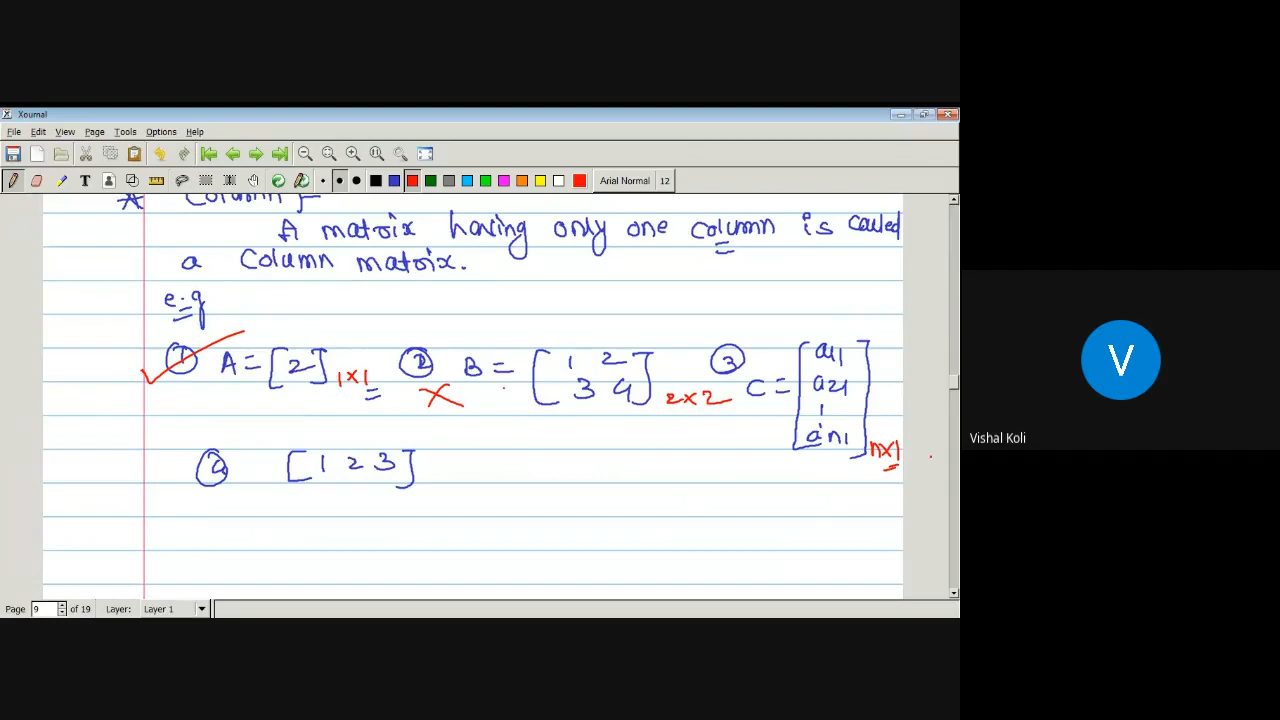 Xournal
File Edit View Page Tools Options Help
Arial Normal 12
* Column :-
A matrix having only one column is called
a column matrix.
e.g
① A = [2] 1×1 ② B = [1 2 3 4] 2×2 ③ C = [a11 a21 ⋮ an1] n×1
④ [1 2 3]
Page 9 of 19 Layer: Layer 1
V
Vishal Koli